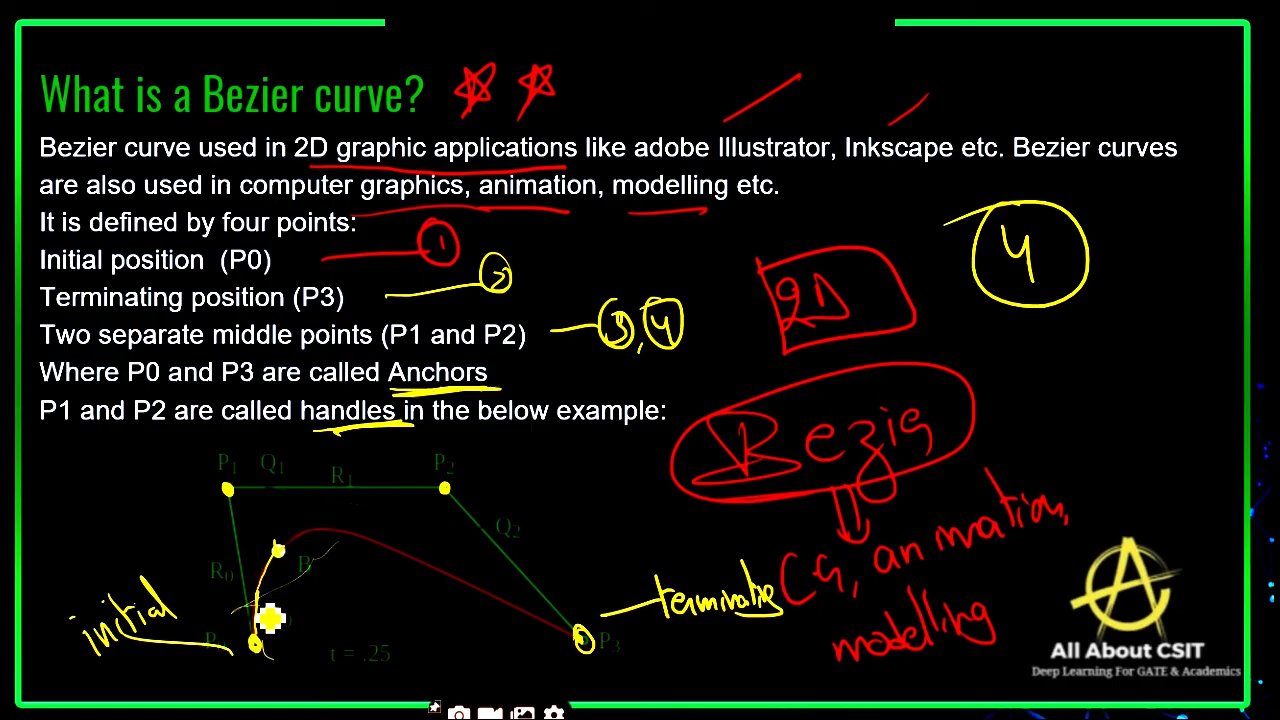 What is a Bezier curve?
Bezier curve used in 2D graphic applications like adobe Illustrator, Inkscape etc. Bezier curves
are also used in computer graphics, animation, modelling etc.
It is defined by four points:
Initial position (P0)
1
Terminating position (P3)
2
Two separate middle points (P1 and P2)
3, 4
Where P0 and P3 are called Anchors
P1 and P2 are called handles in the below example:
4
2D
Bezier
CG, animation,
modelling
P1 Q1 R1 P2
Q2
R0 B
initial
terminating
P3
t = .25
All About CSIT
Deep Learning For GATE & Academics